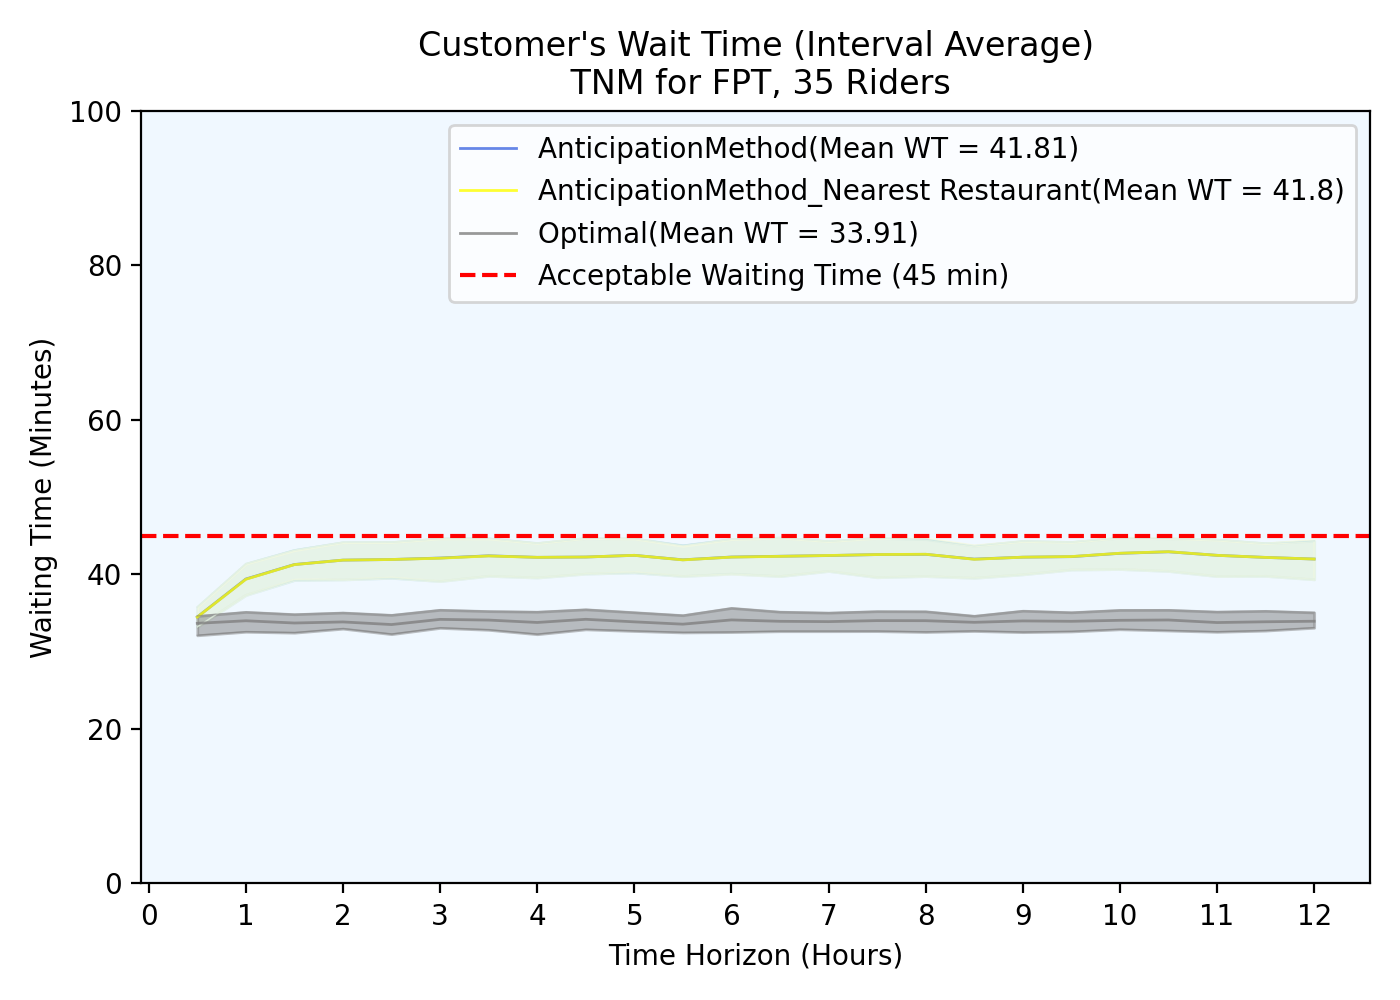 Customer's Wait Time (Interval Average)
TNM for FPT, 35 Riders
AnticipationMethod(Mean WT = 41.81)
AnticipationMethod_Nearest Restaurant(Mean WT = 41.8)
Optimal(Mean WT = 33.91)
Acceptable Waiting Time (45 min)
Waiting Time (Minutes)
100
80
60
40
20
0
0 1 2 3 4 5 6 7 8 9 10 11 12
Time Horizon (Hours)